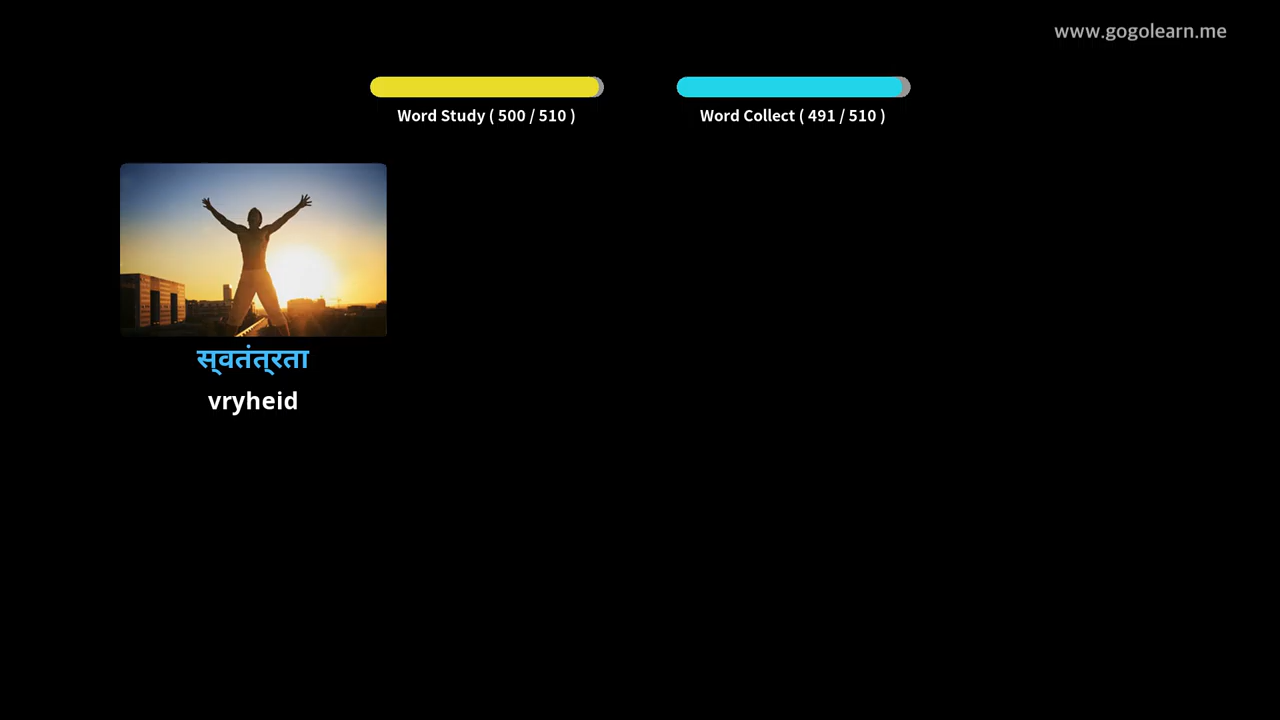 www.gogolearn.me
Word Study ( 500 / 510 )
Word Collect ( 491 / 510 )
स्वतंत्रता
vryheid